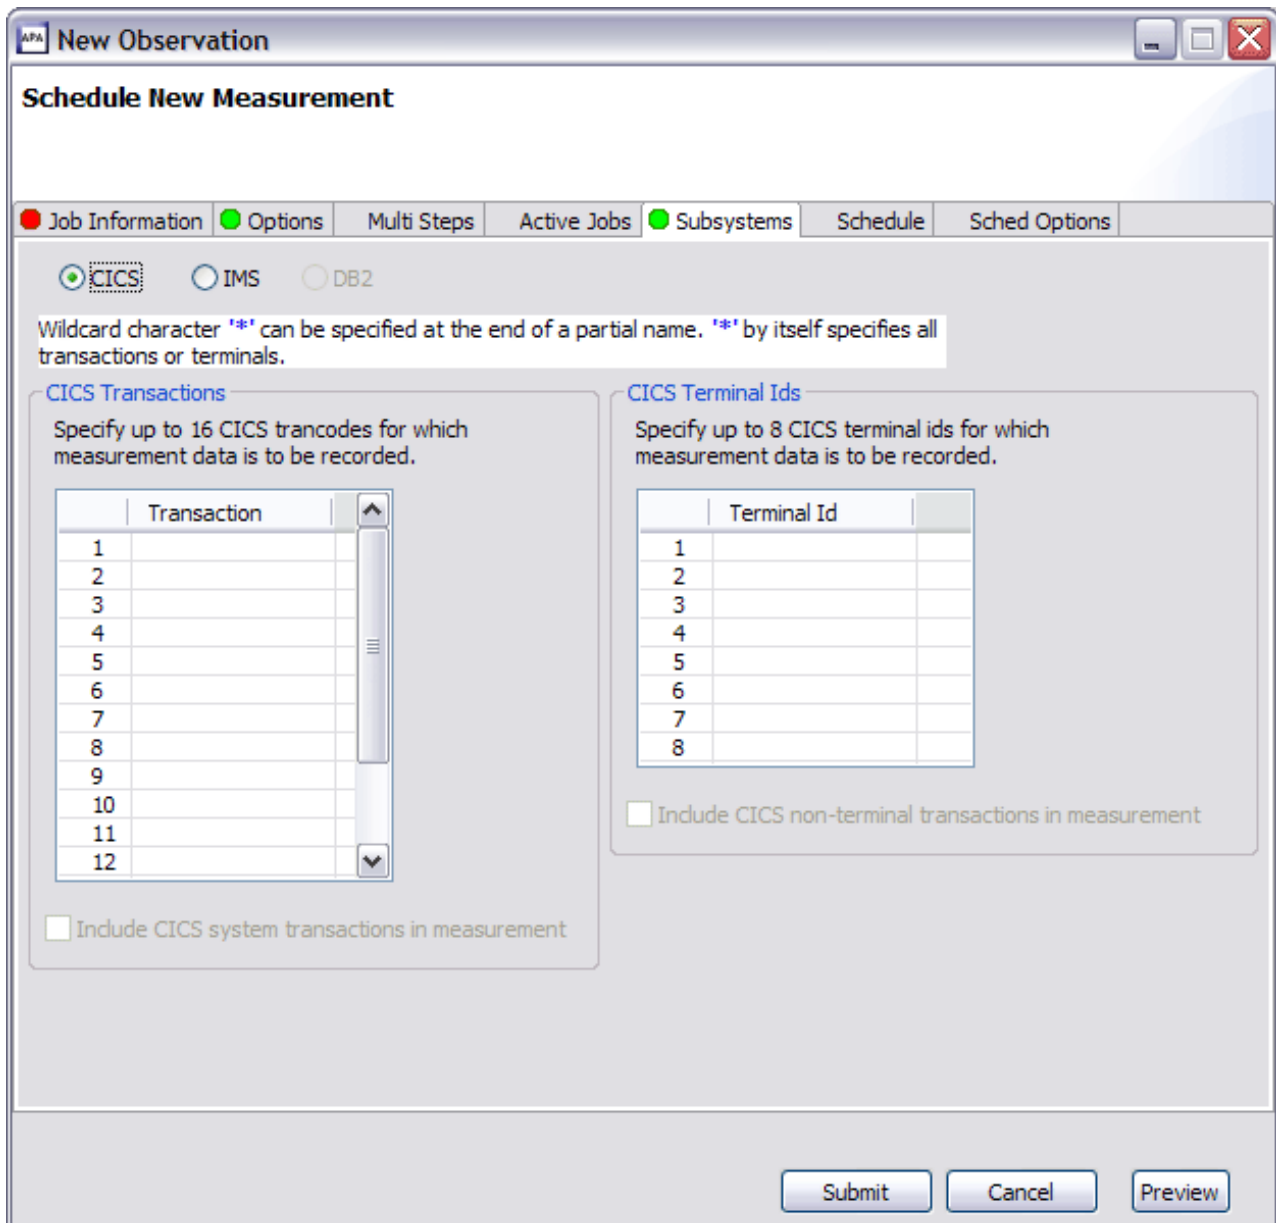 APA New Observation
Schedule New Measurement
Job Information Options Multi Steps Active Jobs Subsystems Schedule Sched Options
CICS IMS DB2
Wildcard character '*' can be specified at the end of a partial name. '*' by itself specifies all
transactions or terminals.
CICS Transactions
Specify up to 16 CICS trancodes for which
measurement data is to be recorded.
Transaction
1
2
3
4
5
6
7
8
9
10
11
12
Include CICS system transactions in measurement
CICS Terminal Ids
Specify up to 8 CICS terminal ids for which
measurement data is to be recorded.
Terminal Id
1
2
3
4
5
6
7
8
Include CICS non-terminal transactions in measurement
Submit Cancel Preview